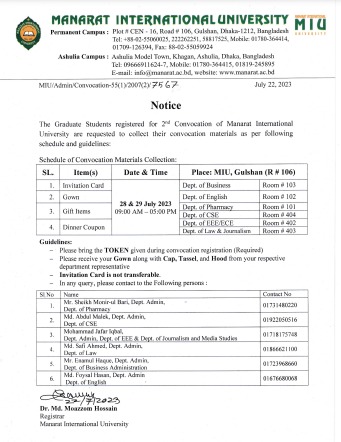 MANARAT INTERNATIONAL UNIVERSITY
MIU
Permanent Campus : Plot # CEN - 16, Road # 106, Gulshan, Dhaka-1212, Bangladesh
Tel: +88-02-55060025, 222262251, 58817525, Mobile: 01780-364414,
01709-126394, Fax: 88-02-55059924
Ashulia Campus : Ashulia Model Town, Khagan, Ashulia, Dhaka, Bangladesh
Tel: 09666911624-7, Mobile: 01780-364415, 01819-245895
E-mail: info@manarat.ac.bd, website: www.manarat.ac.bd
MIU/Admin/Convocation-55(1)/2007(2)/7567 July 22, 2023
Notice
The Graduate Students registered for 2nd Convocation of Manarat International
University are requested to collect their convocation materials as per following
schedule and guidelines:
Schedule of Convocation Materials Collection:
SL. Item(s) Date & Time Place: MIU, Gulshan (R # 106)
1. Invitation Card 28 & 29 July 2023 09:00 AM – 05:00 PM Dept. of Business Room # 103
2. Gown Dept. of English Room # 102
3. Gift Items Dept. of Pharmacy Room # 101
Dept. of CSE Room # 404
4. Dinner Coupon Dept. of EEE/ECE Room # 402
Dept. of Law & Journalism Room # 403
Guidelines:
– Please bring the TOKEN given during convocation registration (Required)
– Please receive your Gown along with Cap, Tassel, and Hood from your respective
department representative
– Invitation Card is not transferable.
– In any query, please contact to the following Persons :
Sl.No Name Contact No
1. Mr. Sheikh Monir-ul Bari, Dept. Admin, 01731480220
Dept. of Pharmacy
2. Md. Abdul Malek, Dept. Admin, 01922050516
Dept. of CSE
3. Mohammad Jafar Iqbal, 01718175748
Dept. Admin, Dept. of EEE & Dept. of Journalism and Media Studies
4. Md. Safi Ahmed, Dept. Admin, 01866621100
Dept. of Law
5. Mr. Enamul Haque, Dept. Admin, 01723968660
Dept. of Business Administration
6. Md. Foysal Hasan, Dept. Admin 01676680068
Dept. of English
22/7/2023
Dr. Md. Moazzom Hossain
Registrar
Manarat International University